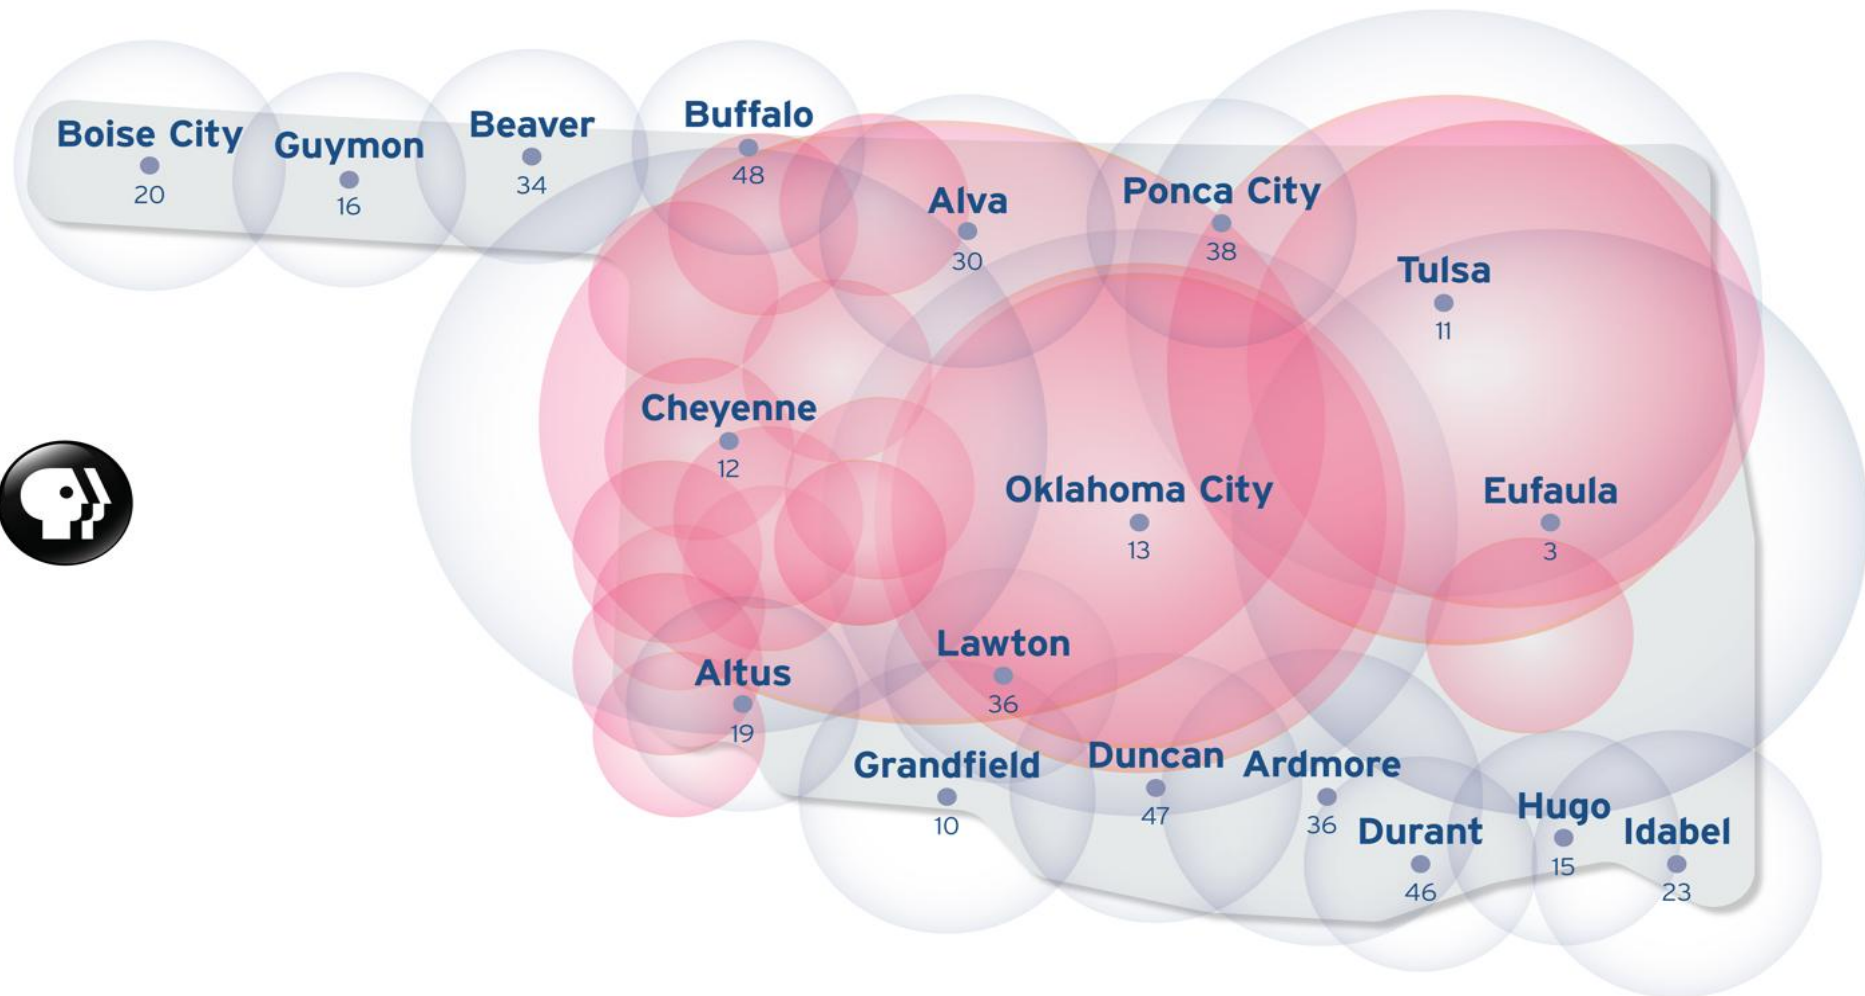 Boise City
20
Guymon
16
Beaver
34
Buffalo
48
Alva
30
Ponca City
38
Tulsa
11
Cheyenne
12
Oklahoma City
13
Eufaula
3
Lawton
36
Altus
19
Grandfield
10
Duncan
47
Ardmore
36
Durant
46
Hugo
15
Idabel
23